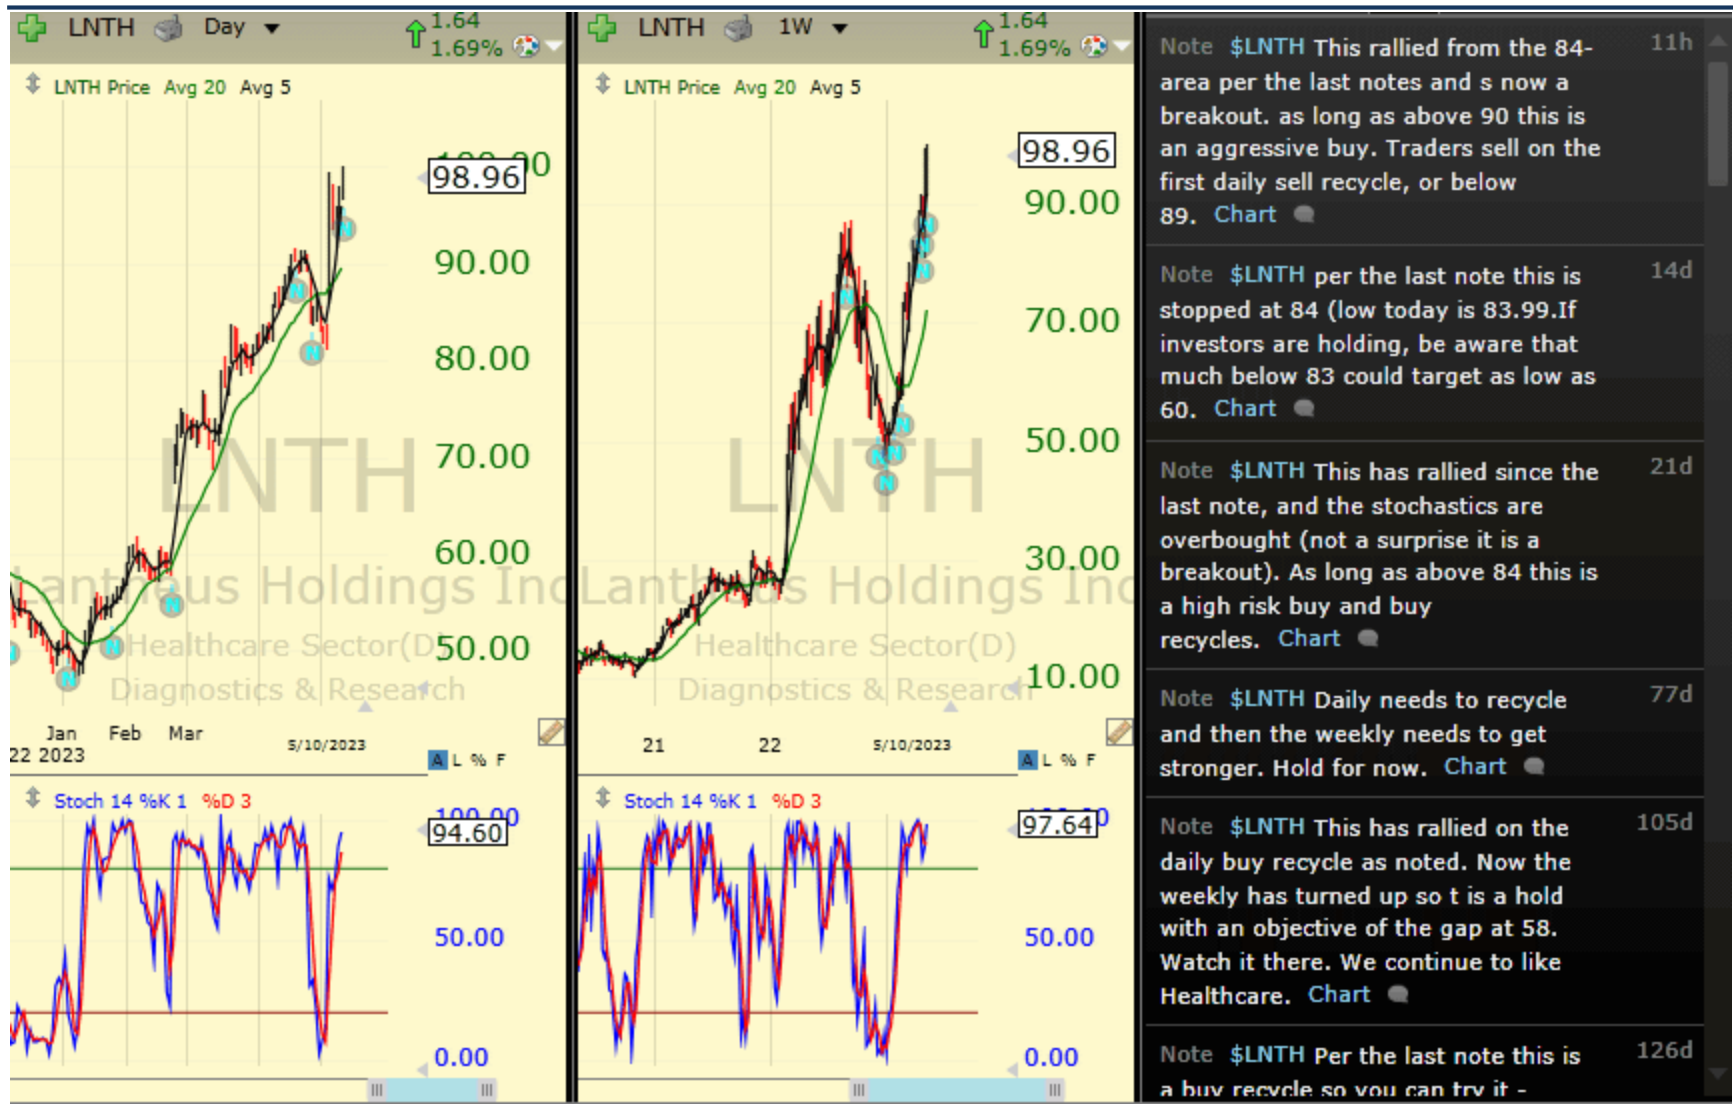 LNTH Day 1.64
1.69%
LNTH Price Avg 20 Avg 5
100.00
98.96
90.00
80.00
70.00
60.00
50.00
LNTH
Lantheus Holdings Inc
Healthcare Sector(D)
Diagnostics & Research
Jan Feb Mar 5/10/2023
22 2023
A L % F
Stoch 14 %K 1 %D 3
100.00
94.60
50.00
0.00
LNTH 1W 1.64
1.69%
LNTH Price Avg 20 Avg 5
98.96
90.00
70.00
50.00
30.00
10.00
LNTH
Lantheus Holdings Inc
Healthcare Sector(D)
Diagnostics & Research
21 22 5/10/2023
A L % F
Stoch 14 %K 1 %D 3
100.00
97.64
50.00
0.00
Note $LNTH This rallied from the 84- 11h
area per the last notes and s now a
breakout. as long as above 90 this is
an aggressive buy. Traders sell on the
first daily sell recycle, or below
89. Chart
Note $LNTH per the last note this is 14d
stopped at 84 (low today is 83.99.If
investors are holding, be aware that
much below 83 could target as low as
60. Chart
Note $LNTH This has rallied since the 21d
last note, and the stochastics are
overbought (not a surprise it is a
breakout). As long as above 84 this is
a high risk buy and buy
recycles. Chart
Note $LNTH Daily needs to recycle 77d
and then the weekly needs to get
stronger. Hold for now. Chart
Note $LNTH This has rallied on the 105d
daily buy recycle as noted. Now the
weekly has turned up so t is a hold
with an objective of the gap at 58.
Watch it there. We continue to like
Healthcare. Chart
Note $LNTH Per the last note this is 126d
a buy recycle so you can try it -